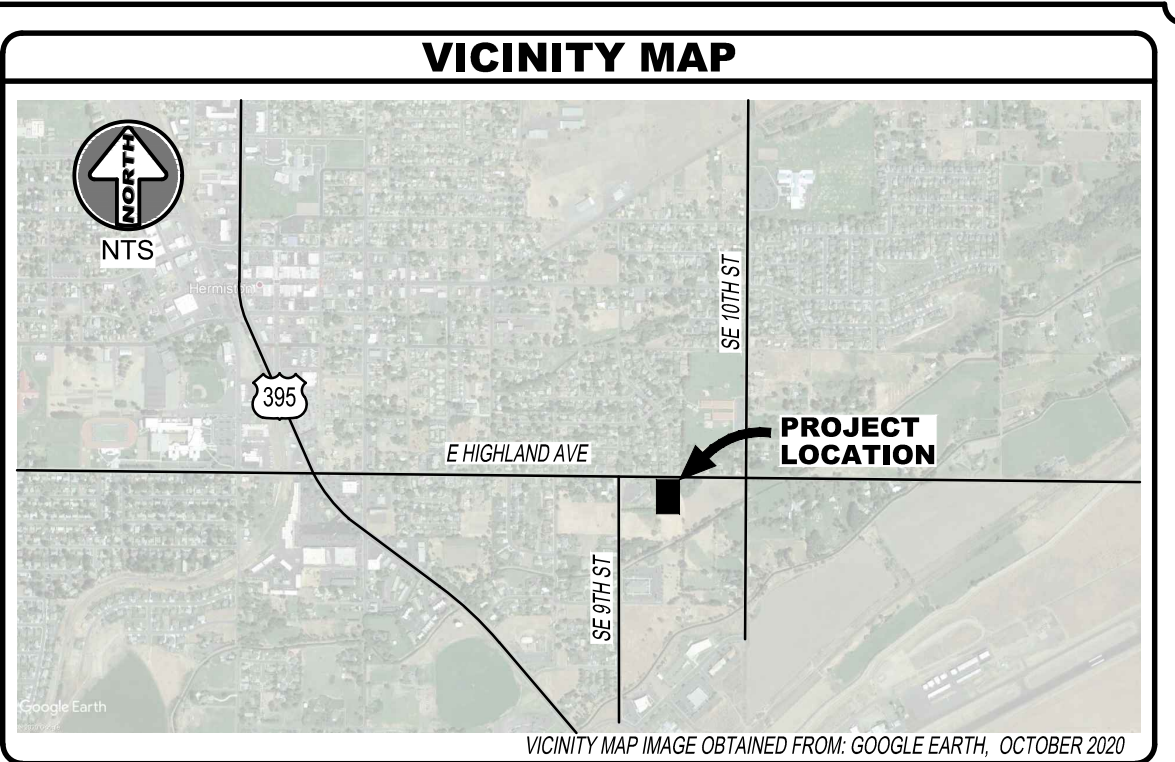 VICINITY MAP
NORTH
NTS
Hermiston
395
SE 10TH ST
E HIGHLAND AVE
PROJECT
LOCATION
SE 9TH ST
Google Earth
VICINITY MAP IMAGE OBTAINED FROM: GOOGLE EARTH, OCTOBER 2020